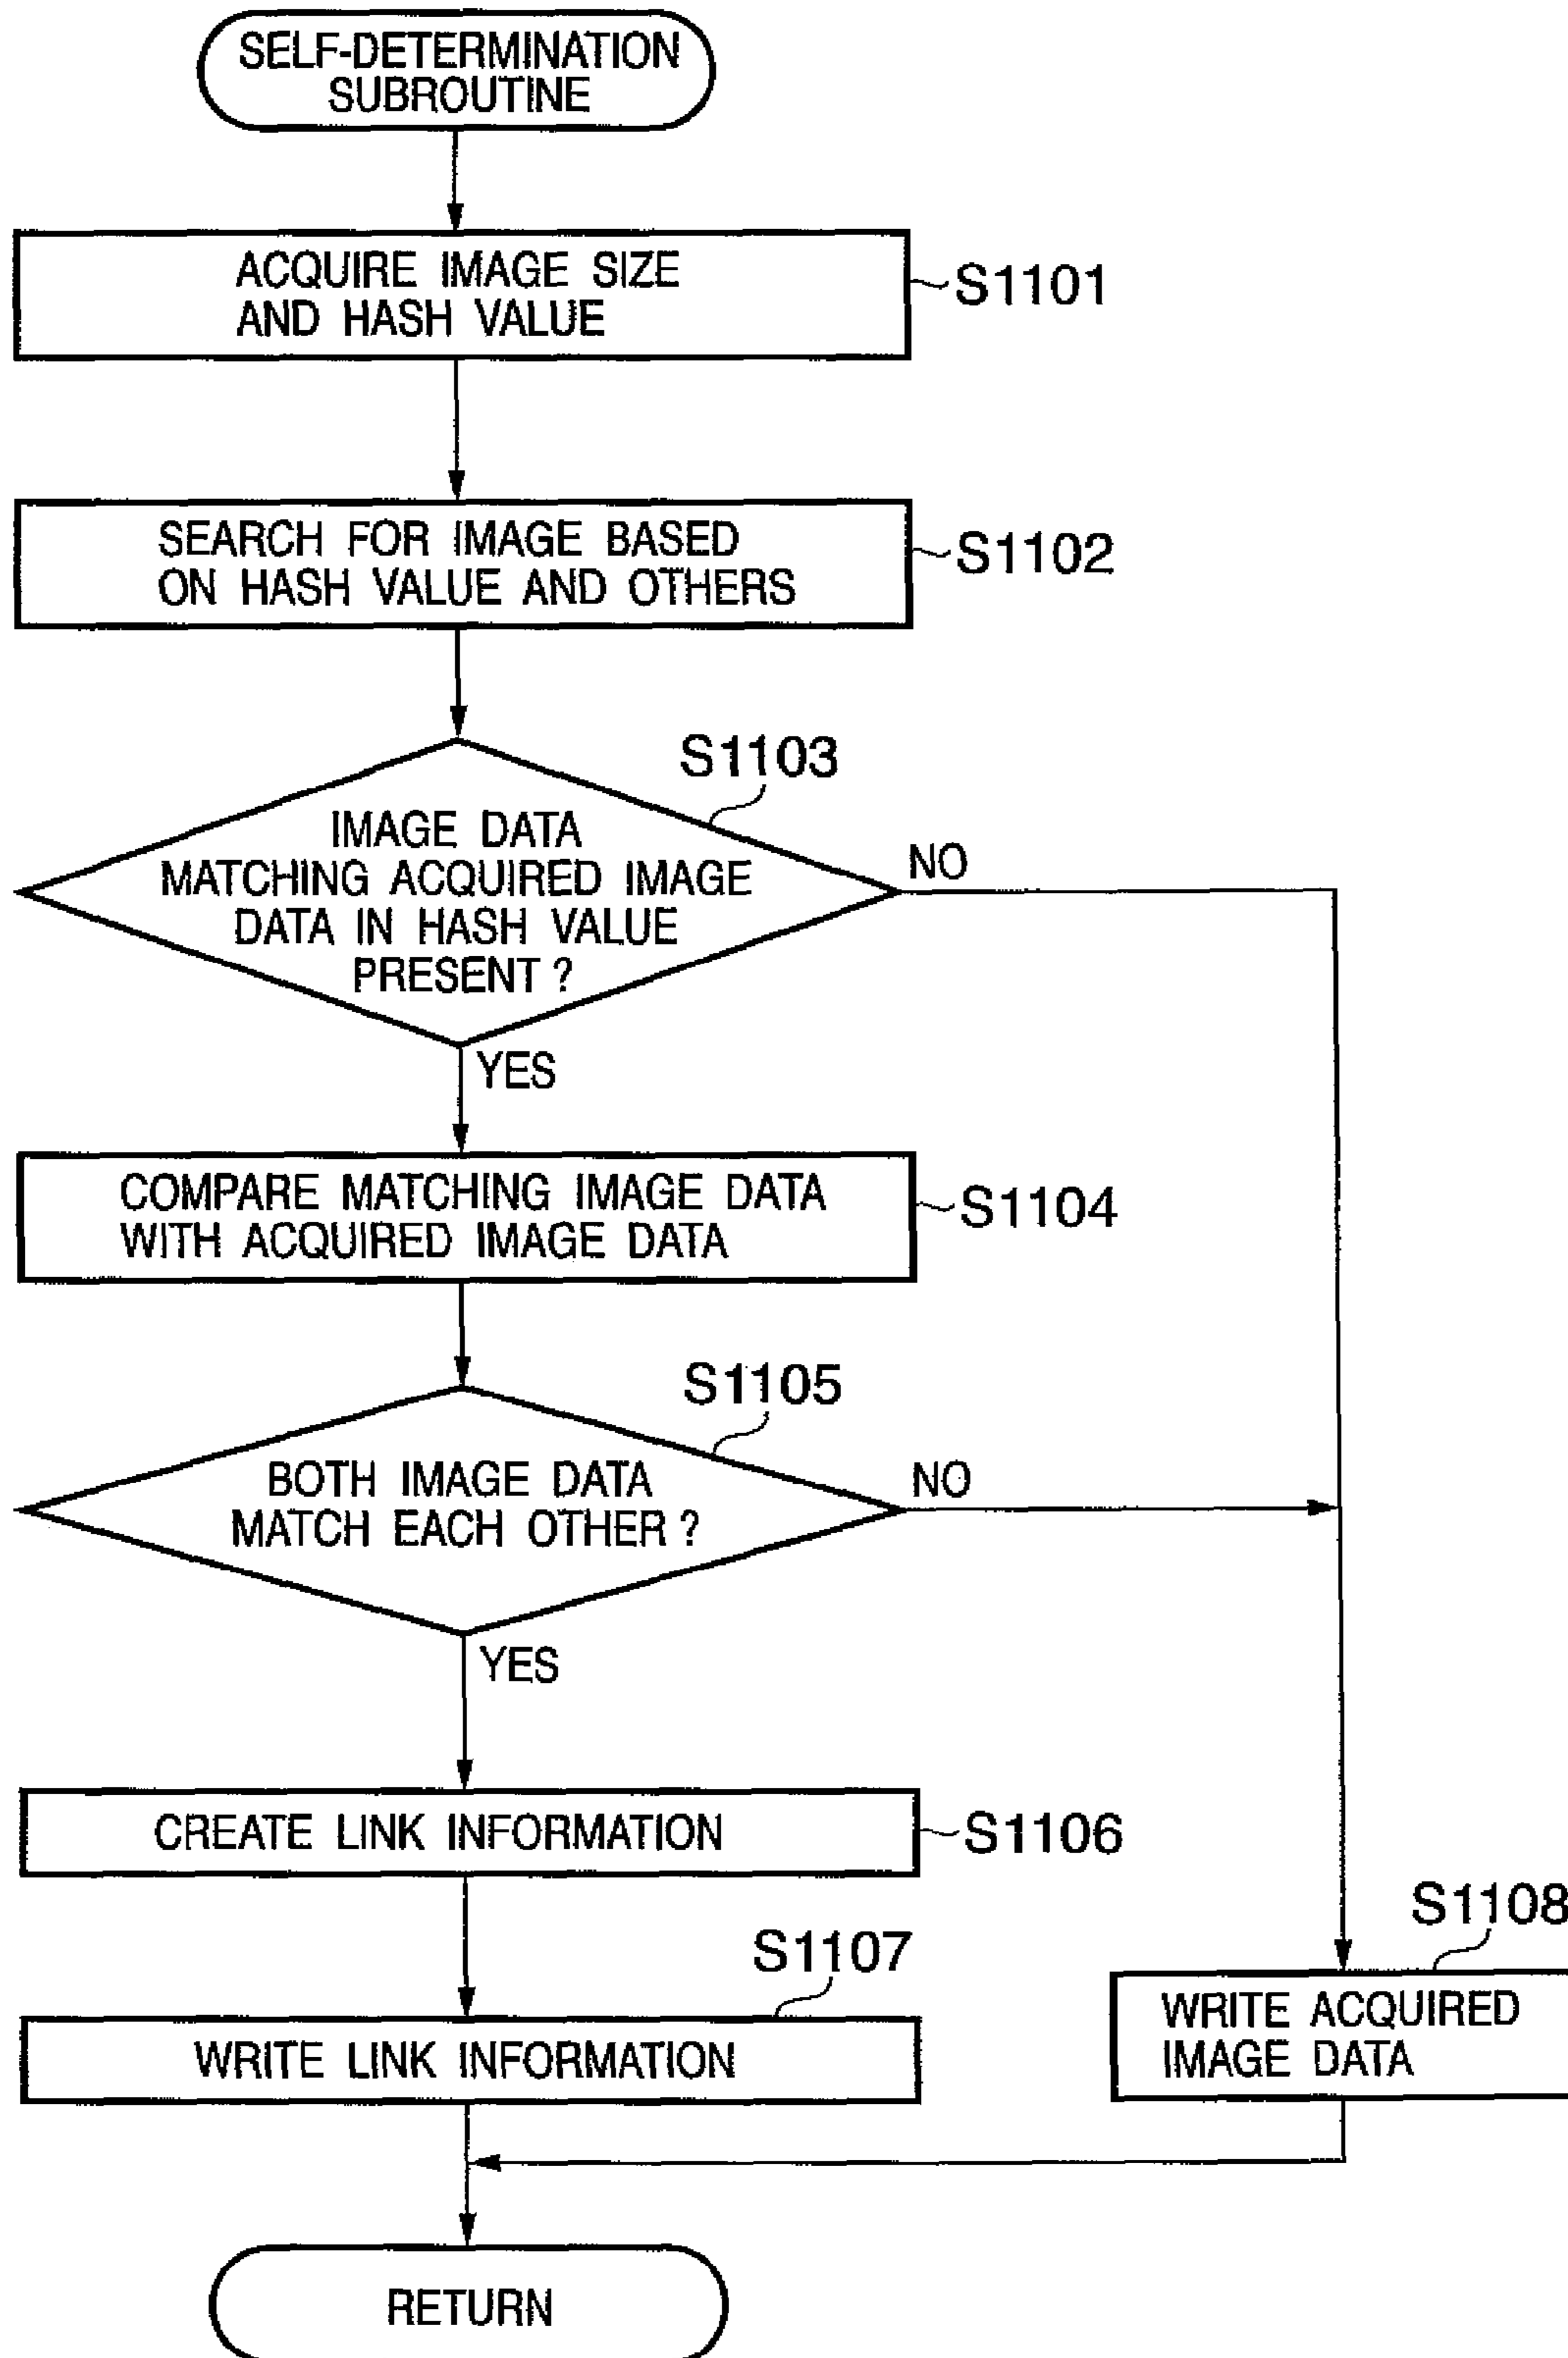 SELF-DETERMINATION
SUBROUTINE
ACQUIRE IMAGE SIZE
AND HASH VALUE
S1101
SEARCH FOR IMAGE BASED
ON HASH VALUE AND OTHERS
S1102
S1103
IMAGE DATA
MATCHING ACQUIRED IMAGE
DATA IN HASH VALUE
PRESENT ?
NO
YES
COMPARE MATCHING IMAGE DATA
WITH ACQUIRED IMAGE DATA
S1104
S1105
BOTH IMAGE DATA
MATCH EACH OTHER ?
NO
YES
CREATE LINK INFORMATION
S1106
S1107
WRITE LINK INFORMATION
S1108
WRITE ACQUIRED
IMAGE DATA
RETURN